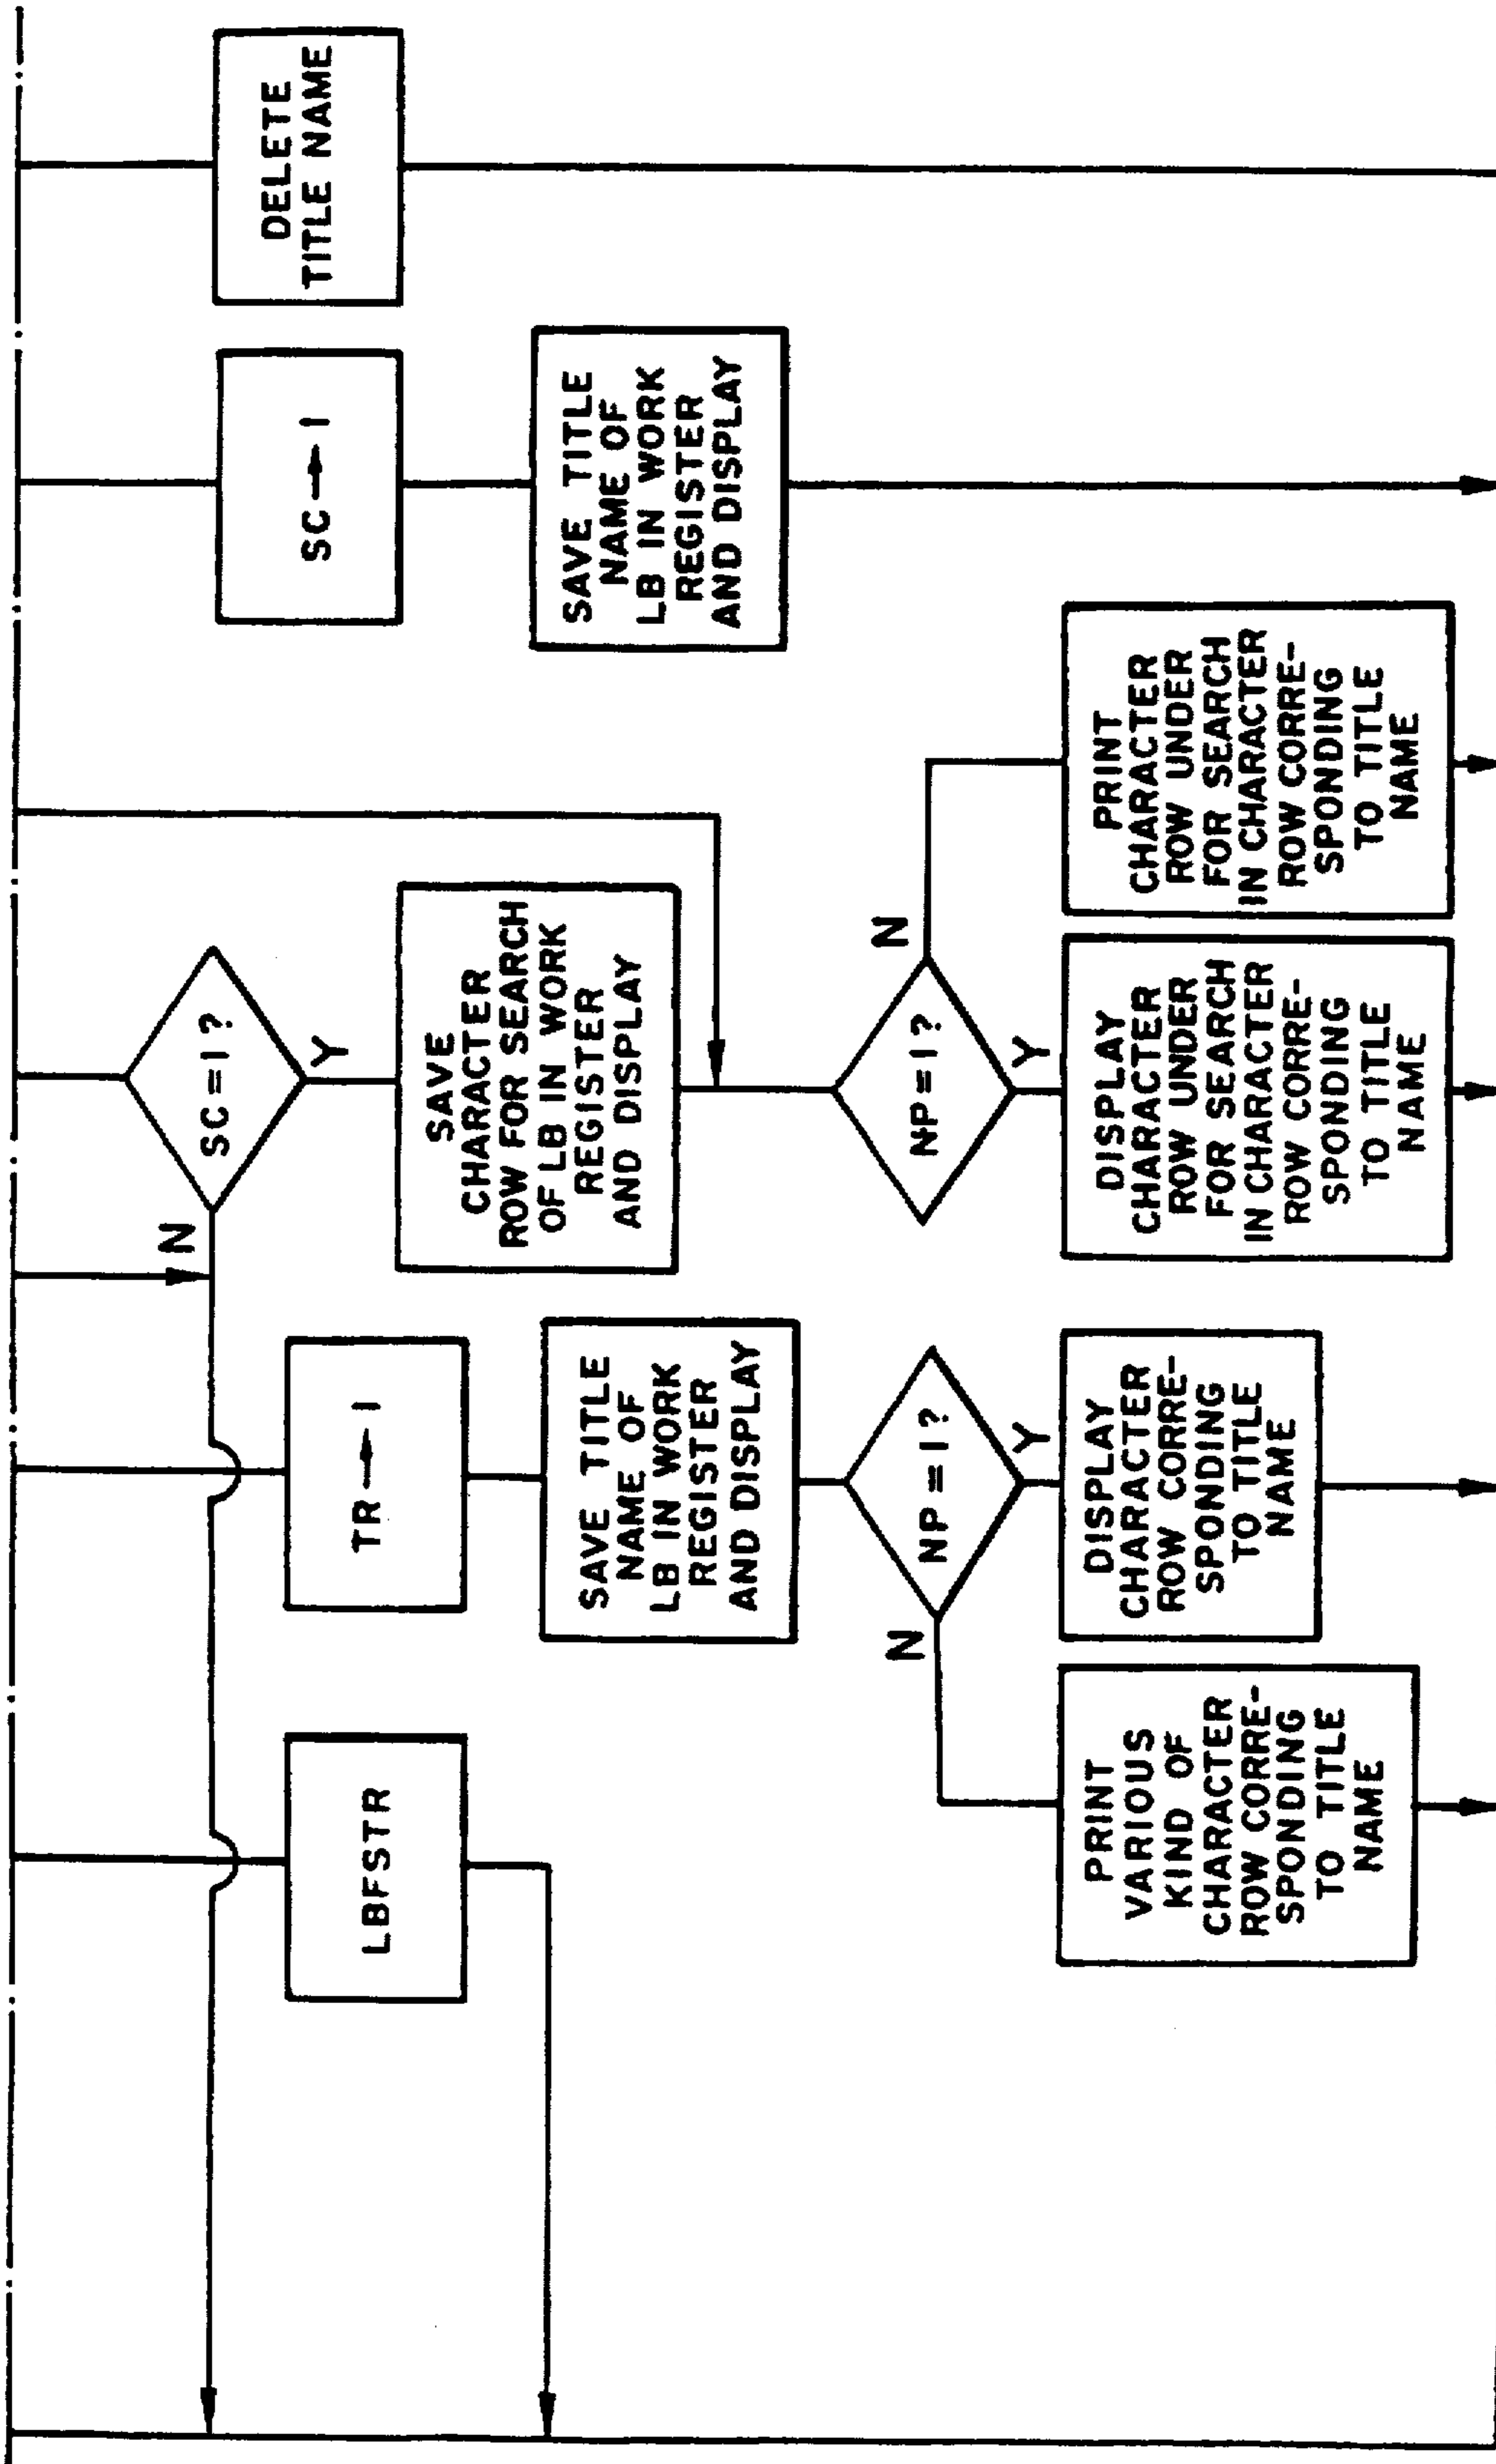 LBFSTR
TR→1
SAVE TITLE
NAME OF
LB IN WORK
REGISTER
AND DISPLAY
NP=1?
N
Y
PRINT
VARIOUS
KIND OF
CHARACTER
ROW CORRE-
SPONDING
TO TITLE
NAME
DISPLAY
CHARACTER
ROW CORRE-
SPONDING
TO TITLE
NAME
N
SC=1?
Y
SAVE
CHARACTER
ROW FOR SEARCH
OF LB IN WORK
REGISTER
AND DISPLAY
NP=1?
N
Y
DISPLAY
CHARACTER
ROW UNDER
FOR SEARCH
IN CHARACTER
ROW CORRE-
SPONDING
TO TITLE
NAME
PRINT
CHARACTER
ROW UNDER
FOR SEARCH
IN CHARACTER
ROW CORRE-
SPONDING
TO TITLE
NAME
SC→1
SAVE TITLE
NAME OF
LB IN WORK
REGISTER
AND DISPLAY
DELETE
TITLE NAME